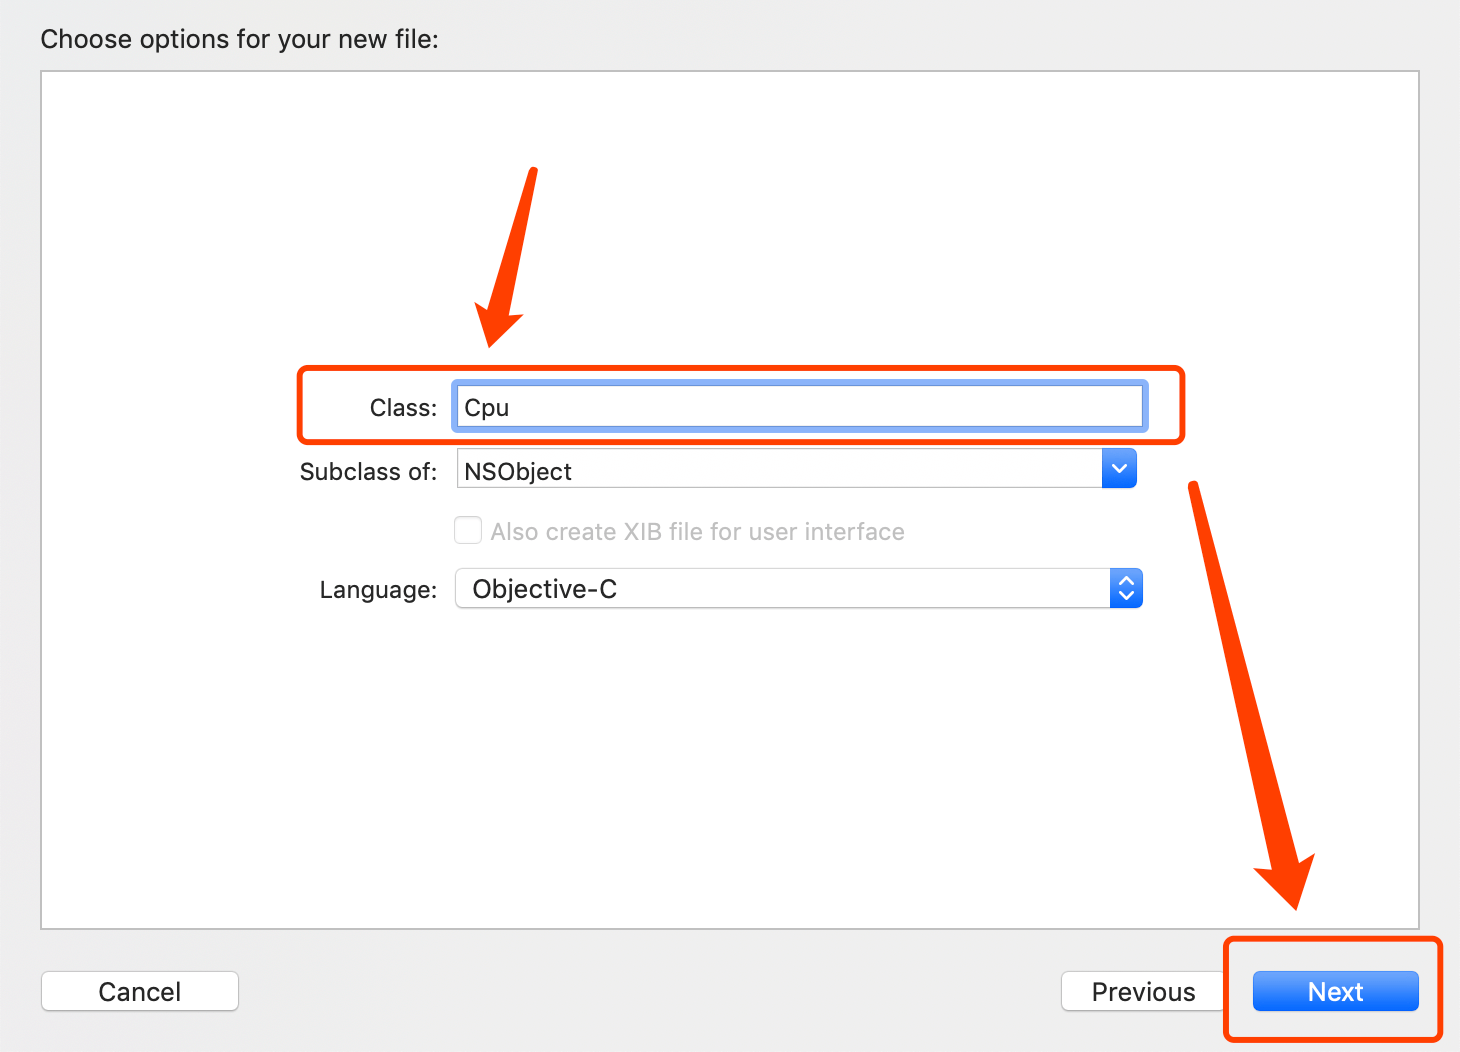 Choose options for your new file:
Class: Cpu
Subclass of: NSObject
Also create XIB file for user interface
Language: Objective-C
Cancel Previous Next